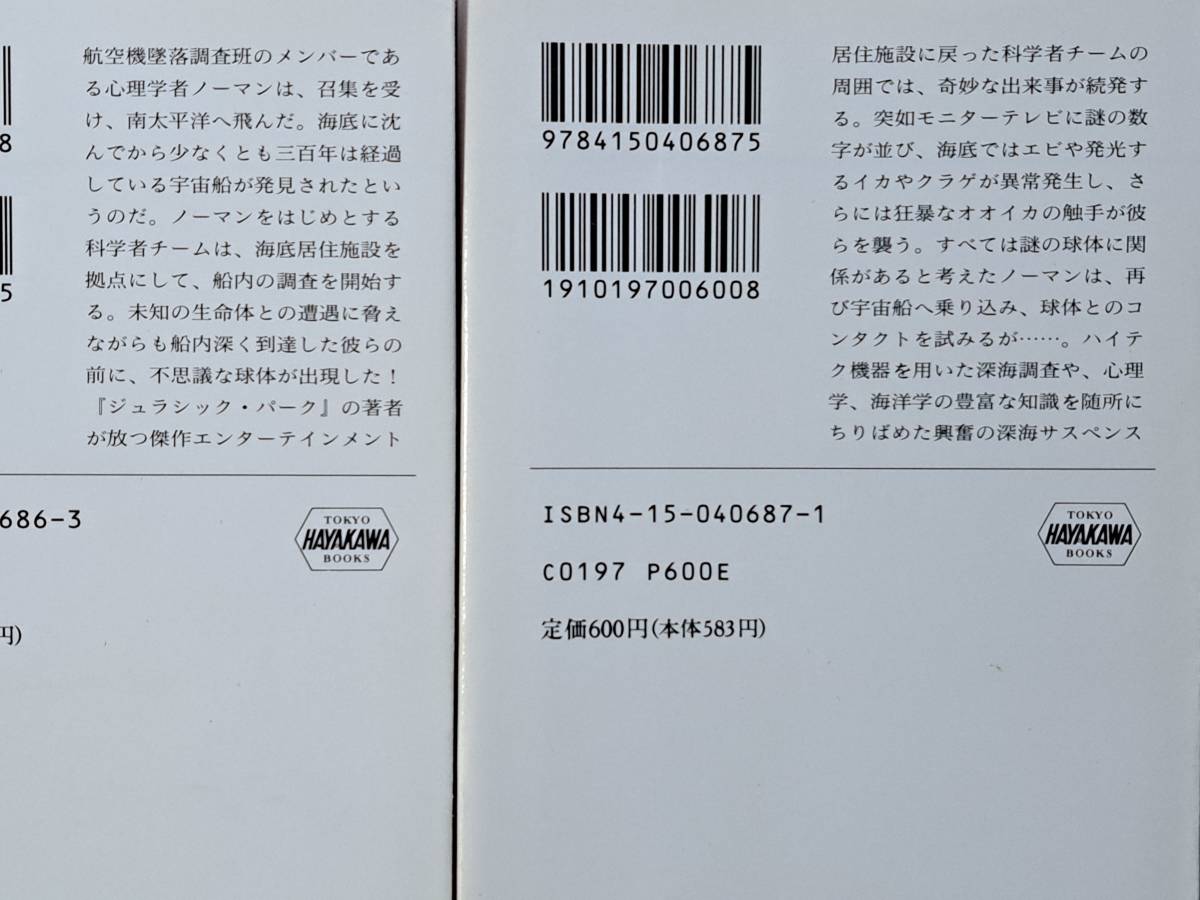 航空機墜落調査班のメンバーであ
る心理学者ノーマンは、召集を受
け、南太平洋へ飛んだ。海底に沈
んでから少なくとも三百年は経過
している宇宙船が発見されたとい
うのだ。ノーマンをはじめとする
科学者チームは、海底居住施設を
拠点にして、船内の調査を開始す
る。未知の生命体との遭遇に脅え
ながらも船内深く到達した彼らの
前に、不思議な球体が出現した！
『ジュラシック・パーク』の著者
が放つ傑作エンターテインメント
8
5
686-3
TOKYO
HAYAKAWA
BOOKS
円)
9784150406875
1910197006008
居住施設に戻った科学者チームの
周囲では、奇妙な出来事が続発す
る。突如モニターテレビに謎の数
字が並び、海底ではエビや発光す
るイカやクラゲが異常発生し、さ
らには狂暴なオオイカの触手が彼
らを襲う。すべては謎の球体に関
係があると考えたノーマンは、再
び宇宙船へ乗り込み、球体とのコ
ンタクトを試みるが……。ハイテ
ク機器を用いた深海調査や、心理
学、海洋学の豊富な知識を随所に
ちりばめた興奮の深海サスペンス
ISBN4-15-040687-1
C0197 P600E
定価600円(本体583円)
TOKYO
HAYAKAWA
BOOKS